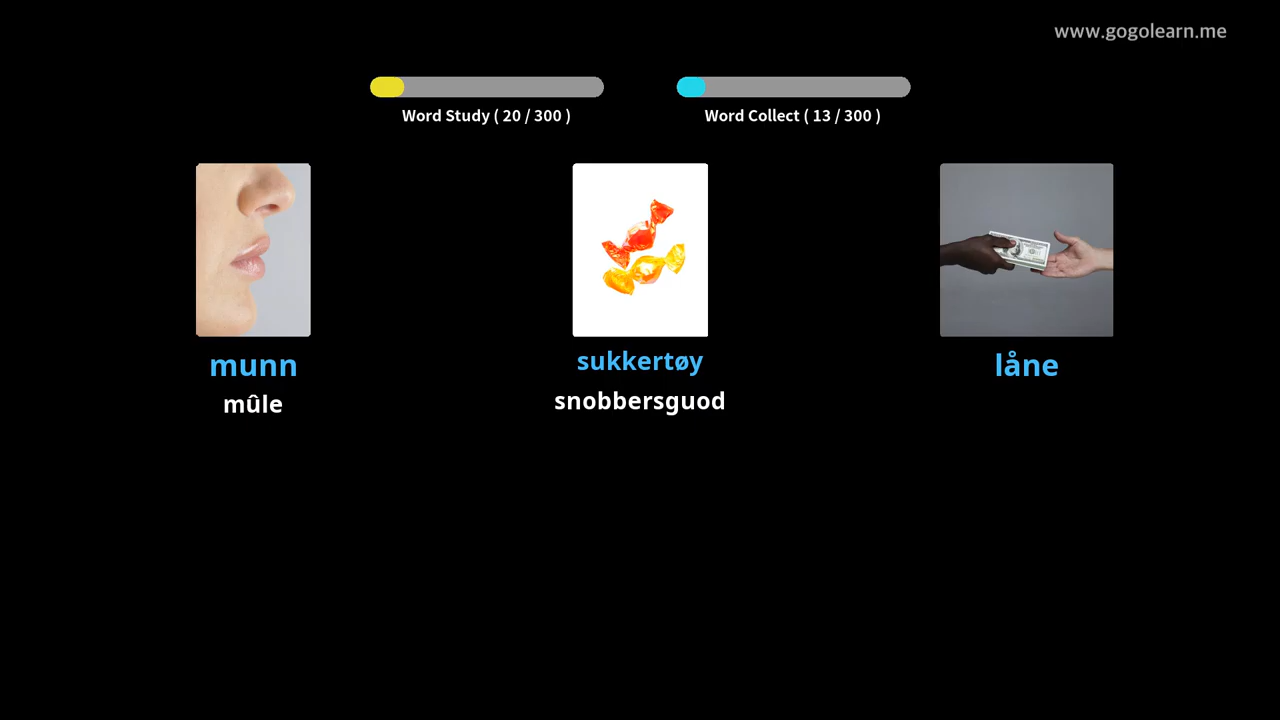 www.gogolearn.me
Word Study ( 20 / 300 )
Word Collect ( 13 / 300 )
munn
mûle
sukkertøy
snobbersguod
låne